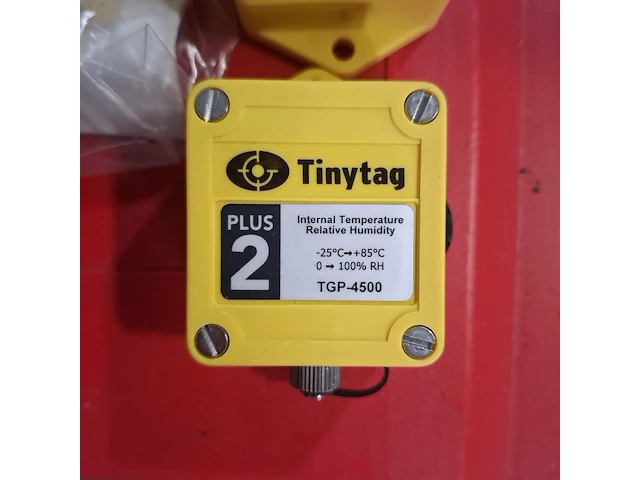 Tinytag
PLUS
2
Internal Temperature
Relative Humidity
-25°C→+85°C
0 → 100% RH
TGP-4500